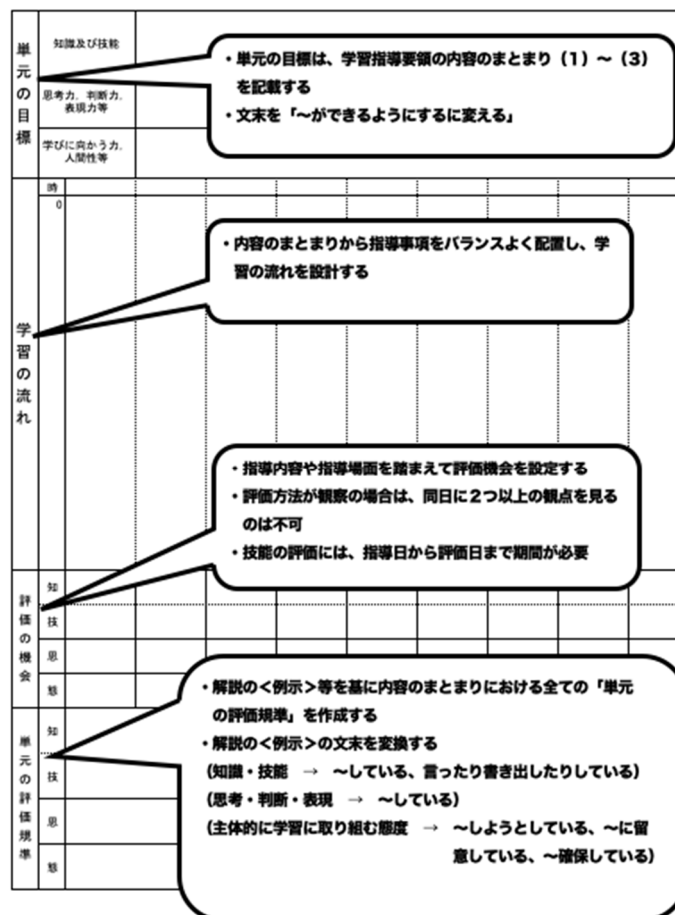 単元の目標
知識及び技能
思考力、判断力、
表現力等
学びに向かう力、
人間性等
・単元の目標は、学習指導要領の内容のまとまり（1）〜（3）
を記載する
・文末を「〜ができるようにするに変える」
時
0
学習の流れ
・内容のまとまりから指導事項をバランスよく配置し、学
習の流れを設計する
・指導内容や指導場面を踏まえて評価機会を設定する
・評価方法が観察の場合は、同日に２つ以上の観点を見る
のは不可
・技能の評価には、指導日から評価日まで期間が必要
評価の機会
知
技
思
態
・解説の＜例示＞等を基に内容のまとまりにおける全ての「単元
の評価規準」を作成する
・解説の＜例示＞の文末を変換する
（知識・技能　→　〜している、言ったり書き出したりしている）
（思考・判断・表現　→　〜している）
（主体的に学習に取り組む態度　→　〜しようとしている、〜に留
意している、〜確保している）
単元の評価規準
知
技
思
態